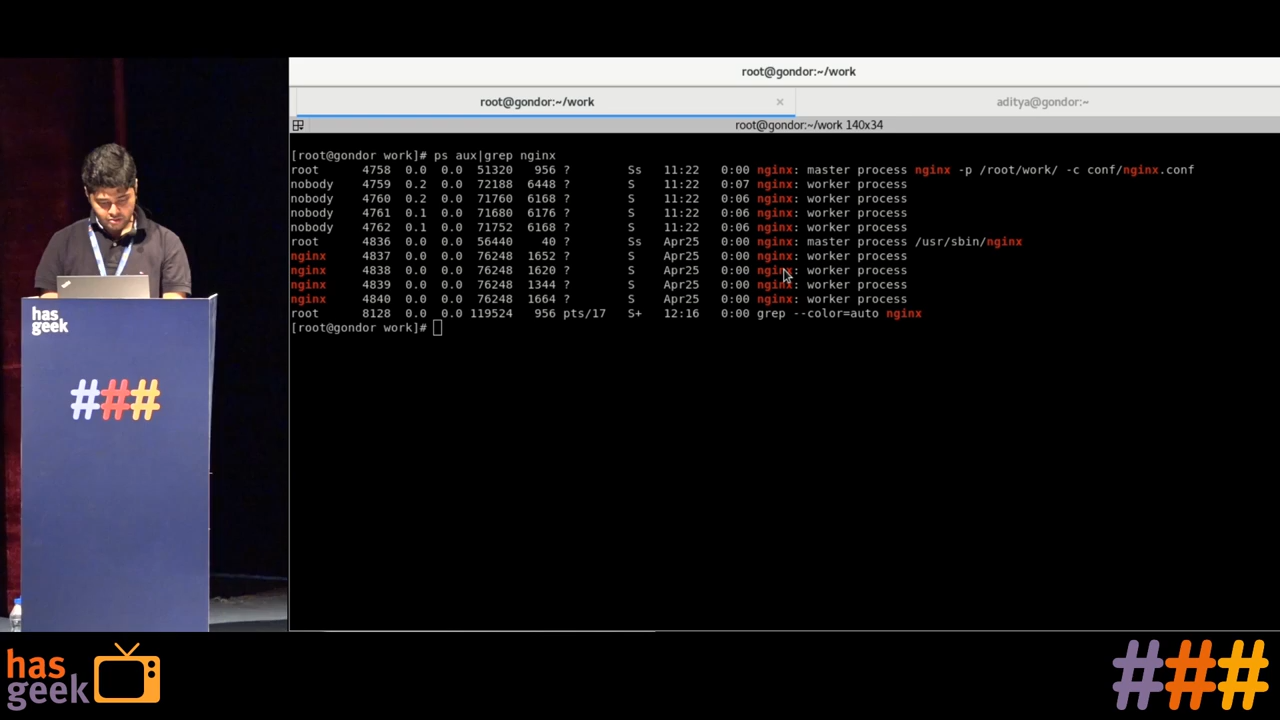 root@gondor:~/work
root@gondor:~/work × aditya@gondor:~
root@gondor:~/work 140x34
[root@gondor work]# ps aux|grep nginx
root 4758 0.0 0.0 51320 956 ? Ss 11:22 0:00 nginx: master process nginx -p /root/work/ -c conf/nginx.conf
nobody 4759 0.2 0.0 72188 6448 ? S 11:22 0:07 nginx: worker process
nobody 4760 0.2 0.0 71760 6168 ? S 11:22 0:06 nginx: worker process
nobody 4761 0.1 0.0 71680 6176 ? S 11:22 0:06 nginx: worker process
nobody 4762 0.1 0.0 71752 6168 ? S 11:22 0:06 nginx: worker process
root 4836 0.0 0.0 56440 40 ? Ss Apr25 0:00 nginx: master process /usr/sbin/nginx
nginx 4837 0.0 0.0 76248 1652 ? S Apr25 0:00 nginx: worker process
nginx 4838 0.0 0.0 76248 1620 ? S Apr25 0:00 nginx: worker process
nginx 4839 0.0 0.0 76248 1344 ? S Apr25 0:00 nginx: worker process
nginx 4840 0.0 0.0 76248 1664 ? S Apr25 0:00 nginx: worker process
root 8128 0.0 0.0 119524 956 pts/17 S+ 12:16 0:00 grep --color=auto nginx
[root@gondor work]#
has
geek
###
has
geek
###